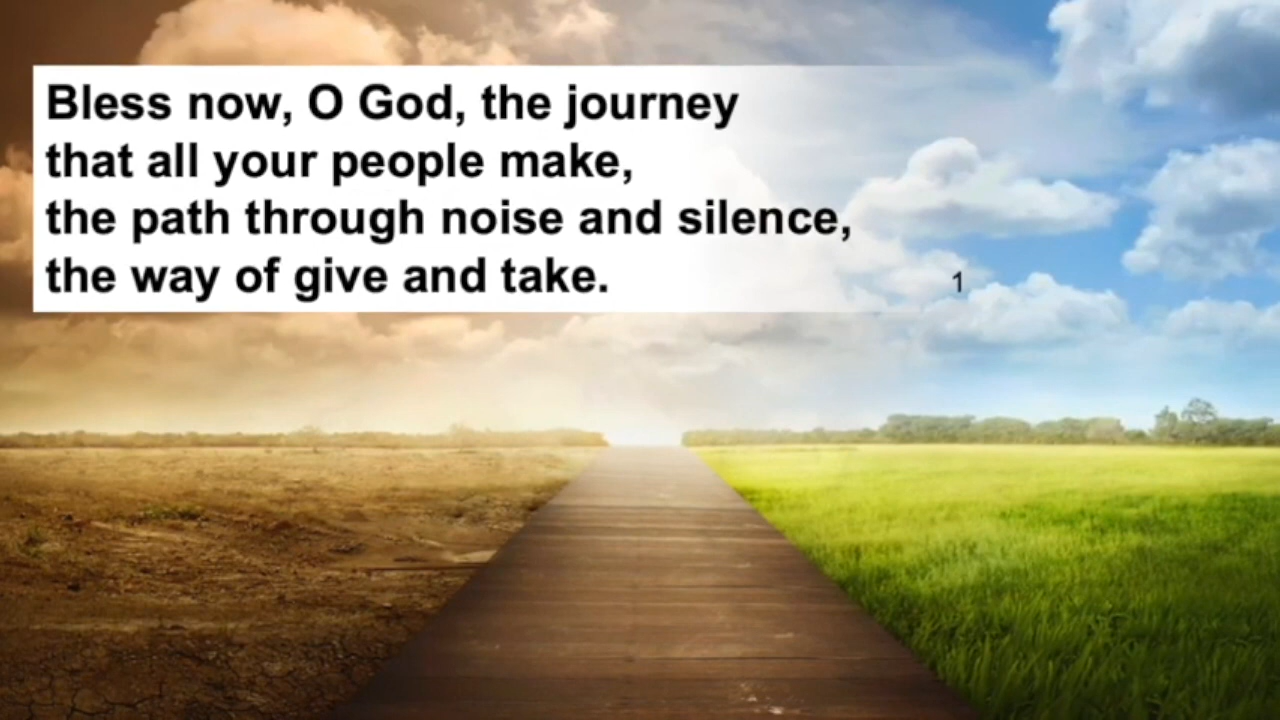 Bless now, O God, the journey
that all your people make,
the path through noise and silence,
the way of give and take.
1